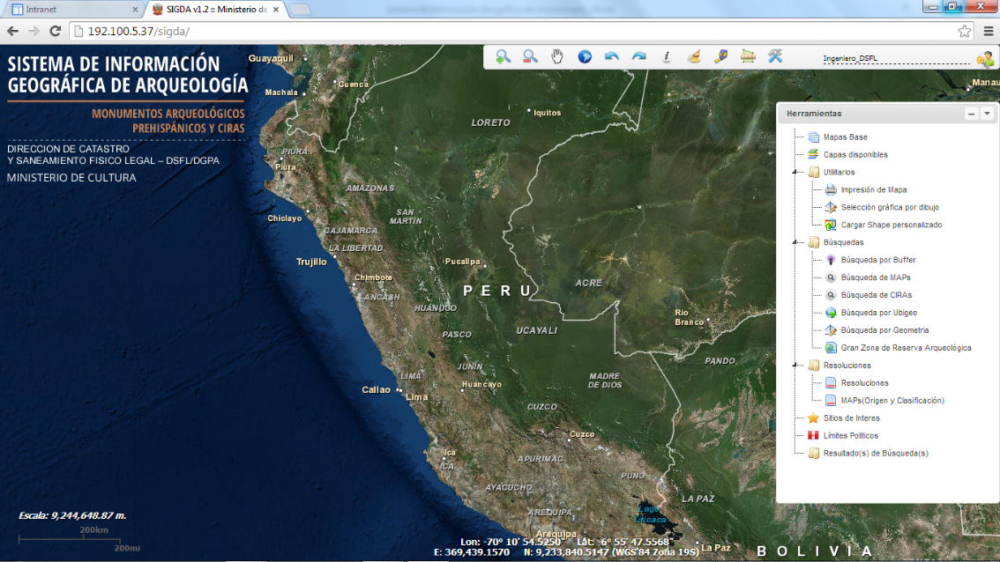 Intranet
SIGDA v1.2 :: Ministerio de
192.100.5.37/sigda/
SISTEMA DE INFORMACIÓN
GEOGRÁFICA DE ARQUEOLOGÍA
MONUMENTOS ARQUEOLÓGICOS
PREHISPÁNICOS Y CIRAS
DIRECCION DE CATASTRO
Y SANEAMIENTO FISICO LEGAL – DSFL/DGPA
MINISTERIO DE CULTURA
Ingeniero_DSFL
Herramientas
Mapas Base
Capas disponibles
Utilitarios
Impresión de Mapa
Selección gráfica por dibujo
Cargar Shape personalizado
Búsquedas
Búsqueda por Buffer
Búsqueda de MAPs
Búsqueda de CIRAs
Búsqueda por Ubigeo
Búsqueda por Geometria
Gran Zona de Reserva Arqueológica
Resoluciones
Resoluciones
MAPs(Origen y Clasificación)
Sitios de Interes
Límites Politicos
Resultado(s) de Búsqueda(s)
Guayaquil
Cuenca
Machala
Manau
LORETO
Iquitos
PIURA
Piura
AMAZONAS
SAN
MARTÍN
Chiclayo
CAJAMARCA
LA LIBERTAD
Trujillo
Pucallpa
Chimbote
ANCASH
PERU
ACRE
HUANUCO
Rio
Branco
UCAYALI
PASCO
PANDO
JUNÍN
LIMA
MADRE
DE DIOS
Callao
Lima
Huancayo
CUZCO
Cuzco
Ica
ICA
APURIMAC
PUNO
AYACUCHO
LA PAZ
AREQUIPA
Lago
Titicaca
Arequipa
La Paz
BOLIVIA
Escala: 9,244,648.87 m.
200km
200mi
Lon: -70° 10' 54.5250" Lat: -6° 55' 47.5568"
E: 369,439.1570 N: 9,233,840.5147 (WGS 84 Zona 19S)